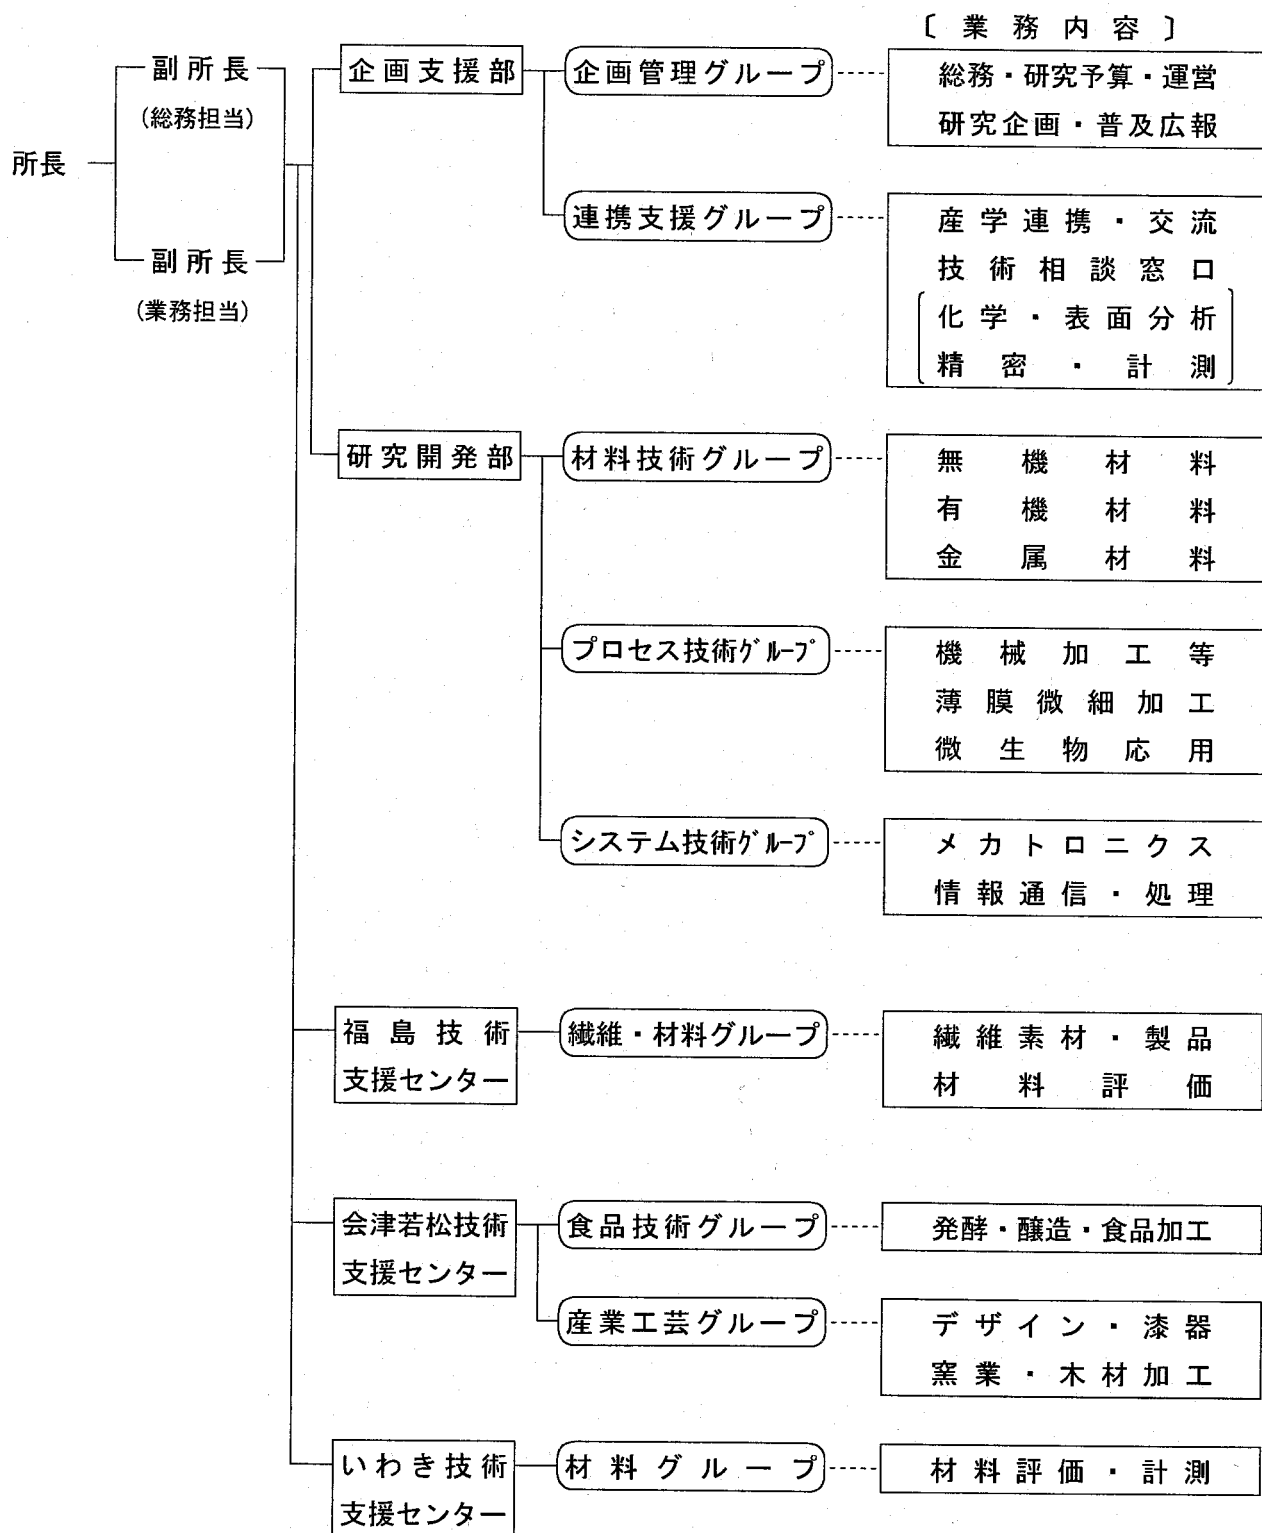 〔業務内容〕
所長
副所長
(総務担当)
副所長
(業務担当)
企画支援部
企画管理グループ
総務・研究予算・運営
研究企画・普及広報
連携支援グループ
産学連携・交流
技術相談窓口
化学・表面分析
精密・計測
研究開発部
材料技術グループ
無機材料
有機材料
金属材料
プロセス技術ｸﾞﾙｰﾌﾟ
機械加工等
薄膜微細加工
微生物応用
システム技術ｸﾞﾙｰﾌﾟ
メカトロニクス
情報通信・処理
福島技術
支援センター
繊維・材料グループ
繊維素材・製品
材料評価
会津若松技術
支援センター
食品技術グループ
発酵・醸造・食品加工
産業工芸グループ
デザイン・漆器
窯業・木材加工
いわき技術
支援センター
材料グループ
材料評価・計測